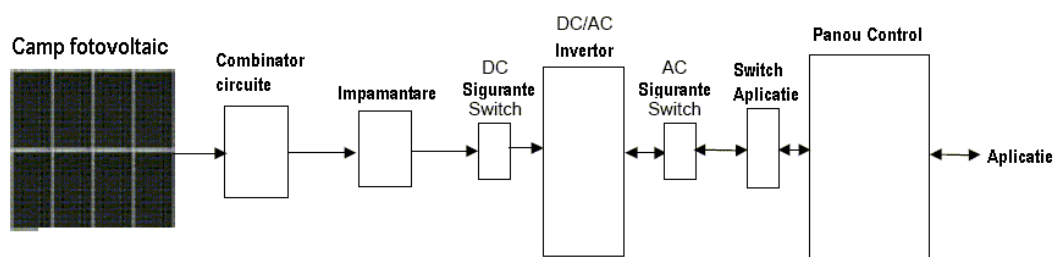 Camp fotovoltaic
Combinator
circuite
Impamantare
DC
Sigurante
Switch
DC/AC
Invertor
AC
Sigurante
Switch
Switch
Aplicatie
Panou Control
Aplicatie